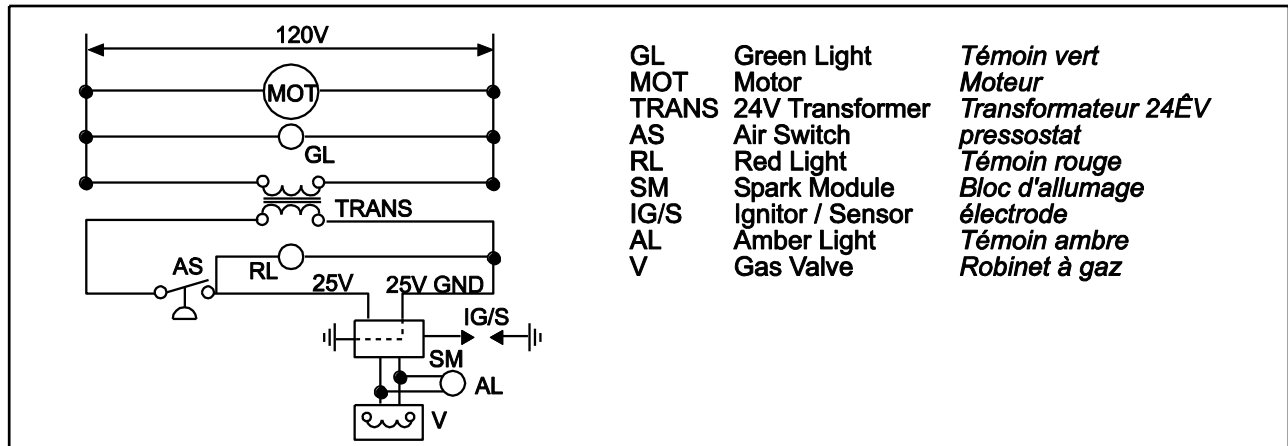 120V
MOT
GL
TRANS
AS
RL
25V
25V GND
IG/S
SM
AL
V
GL Green Light Témoin vert
MOT Motor Moteur
TRANS 24V Transformer Transformateur 24ÊV
AS Air Switch pressostat
RL Red Light Témoin rouge
SM Spark Module Bloc d'allumage
IG/S Ignitor / Sensor électrode
AL Amber Light Témoin ambre
V Gas Valve Robinet à gaz